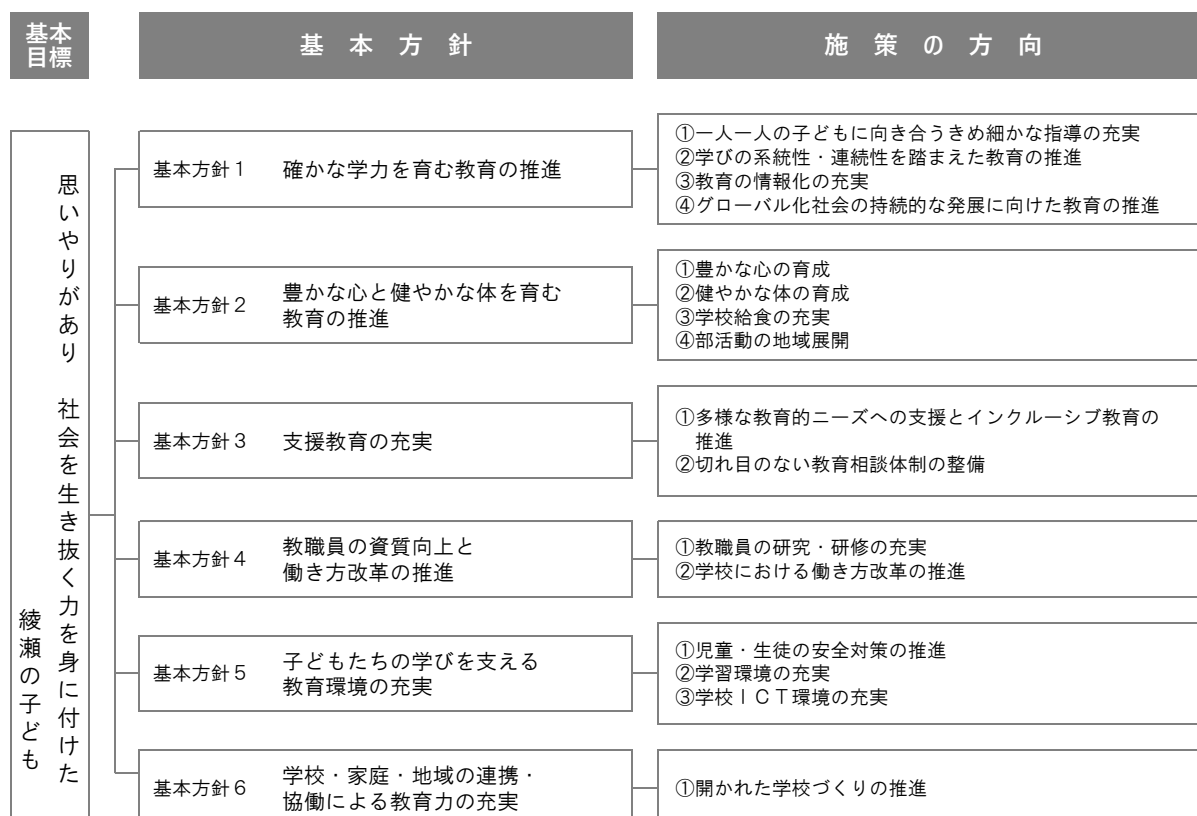 基本
目標
基本方針
施策の方向
思いやりがあり 社会を生き抜く力を身に付けた
綾瀬の子ども
基本方針1 確かな学力を育む教育の推進
①一人一人の子どもに向き合うきめ細かな指導の充実
②学びの系統性・連続性を踏まえた教育の推進
③教育の情報化の充実
④グローバル化社会の持続的な発展に向けた教育の推進
基本方針2 豊かな心と健やかな体を育む
教育の推進
①豊かな心の育成
②健やかな体の育成
③学校給食の充実
④部活動の地域展開
基本方針3 支援教育の充実
①多様な教育的ニーズへの支援とインクルーシブ教育の
推進
②切れ目のない教育相談体制の整備
基本方針4 教職員の資質向上と
働き方改革の推進
①教職員の研究・研修の充実
②学校における働き方改革の推進
基本方針5 子どもたちの学びを支える
教育環境の充実
①児童・生徒の安全対策の推進
②学習環境の充実
③学校ICT環境の充実
基本方針6 学校・家庭・地域の連携・
協働による教育力の充実
①開かれた学校づくりの推進